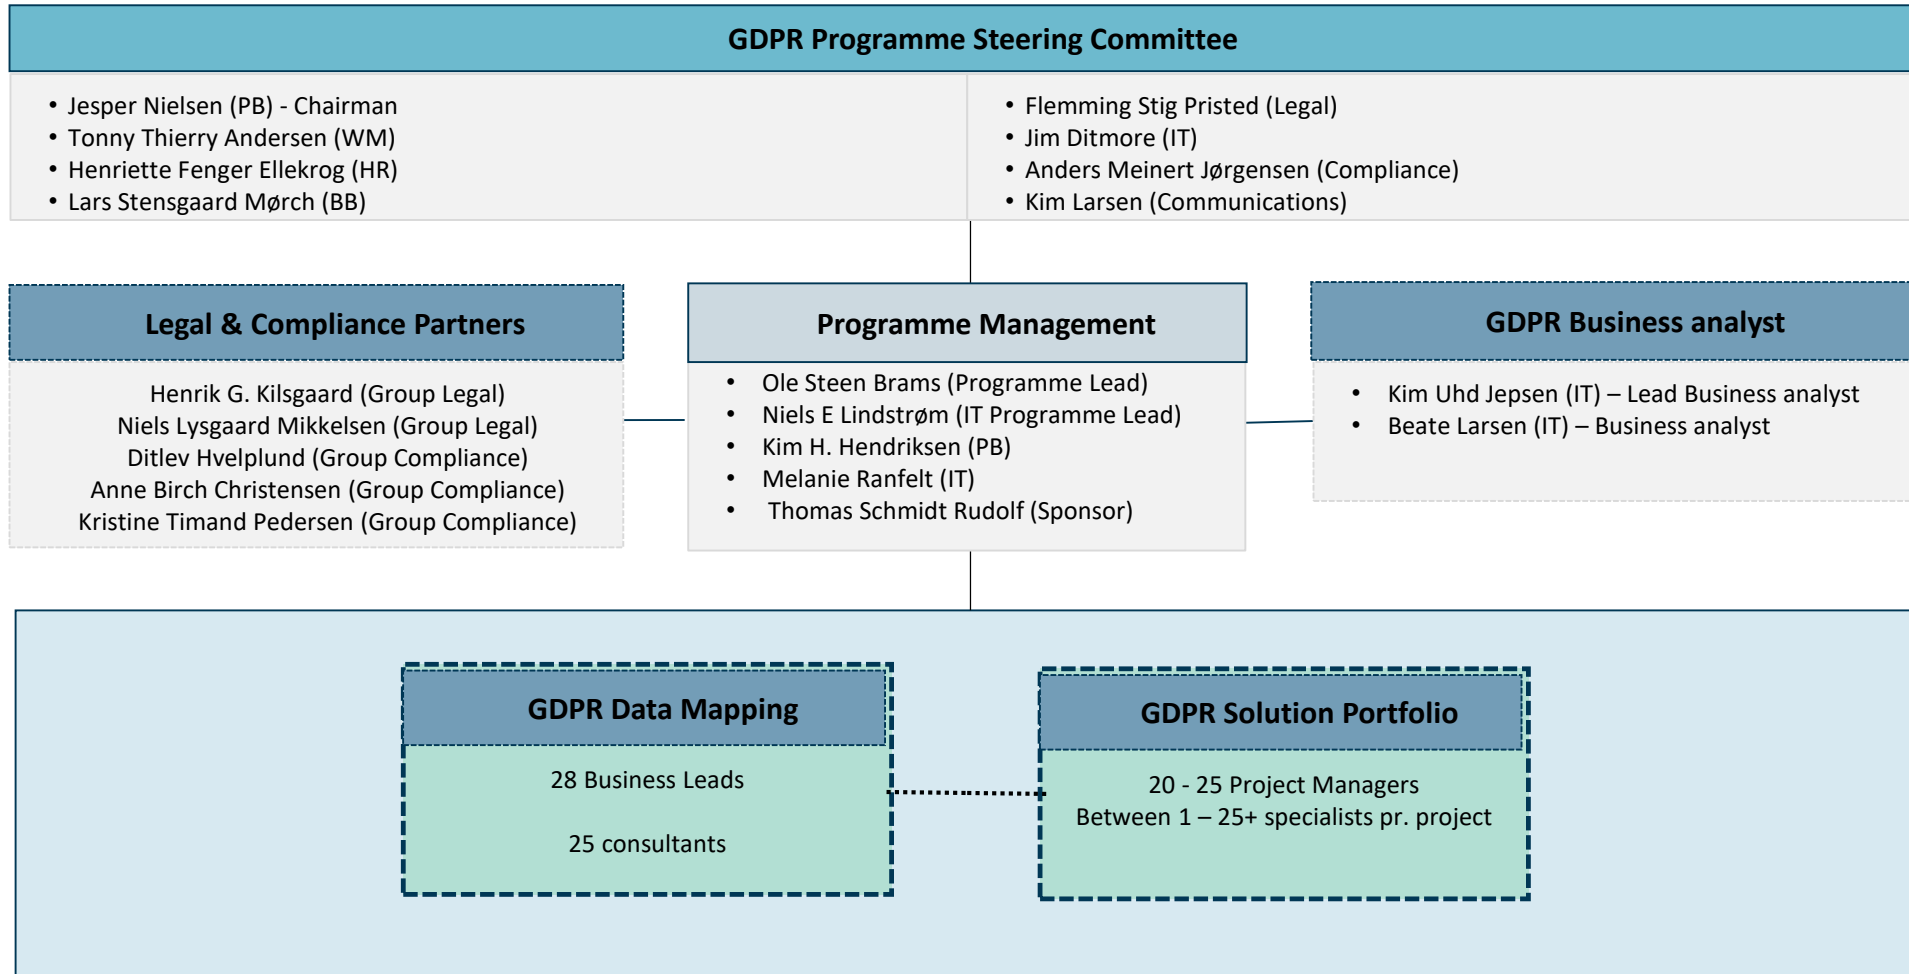 GDPR Programme Steering Committee
• Jesper Nielsen (PB) - Chairman
• Tonny Thierry Andersen (WM)
• Henriette Fenger Ellekrog (HR)
• Lars Stensgaard Mørch (BB)
• Flemming Stig Pristed (Legal)
• Jim Ditmore (IT)
• Anders Meinert Jørgensen (Compliance)
• Kim Larsen (Communications)
Legal & Compliance Partners
Henrik G. Kilsgaard (Group Legal)
Niels Lysgaard Mikkelsen (Group Legal)
Ditlev Hvelplund (Group Compliance)
Anne Birch Christensen (Group Compliance)
Kristine Timand Pedersen (Group Compliance)
Programme Management
• Ole Steen Brams (Programme Lead)
• Niels E Lindstrøm (IT Programme Lead)
• Kim H. Hendriksen (PB)
• Melanie Ranfelt (IT)
• Thomas Schmidt Rudolf (Sponsor)
GDPR Business analyst
• Kim Uhd Jepsen (IT) – Lead Business analyst
• Beate Larsen (IT) – Business analyst
GDPR Data Mapping
28 Business Leads
25 consultants
GDPR Solution Portfolio
20 - 25 Project Managers
Between 1 – 25+ specialists pr. project